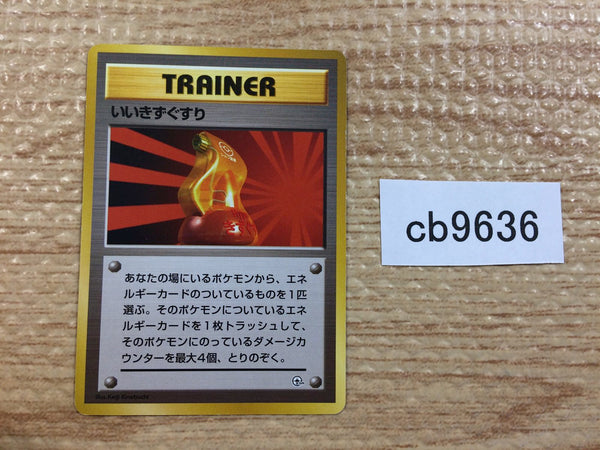 TRAINER
いいきずぐすり
あなたの場にいるポケモンから、エネ
ルギーカードのついているものを1匹
選ぶ。そのポケモンについているエネ
ルギーカードを1枚トラッシュして、
そのポケモンにのっているダメージカ
ウンターを最大4個、とりのぞく。
Illus. Keiji Kinebuchi
cb9636